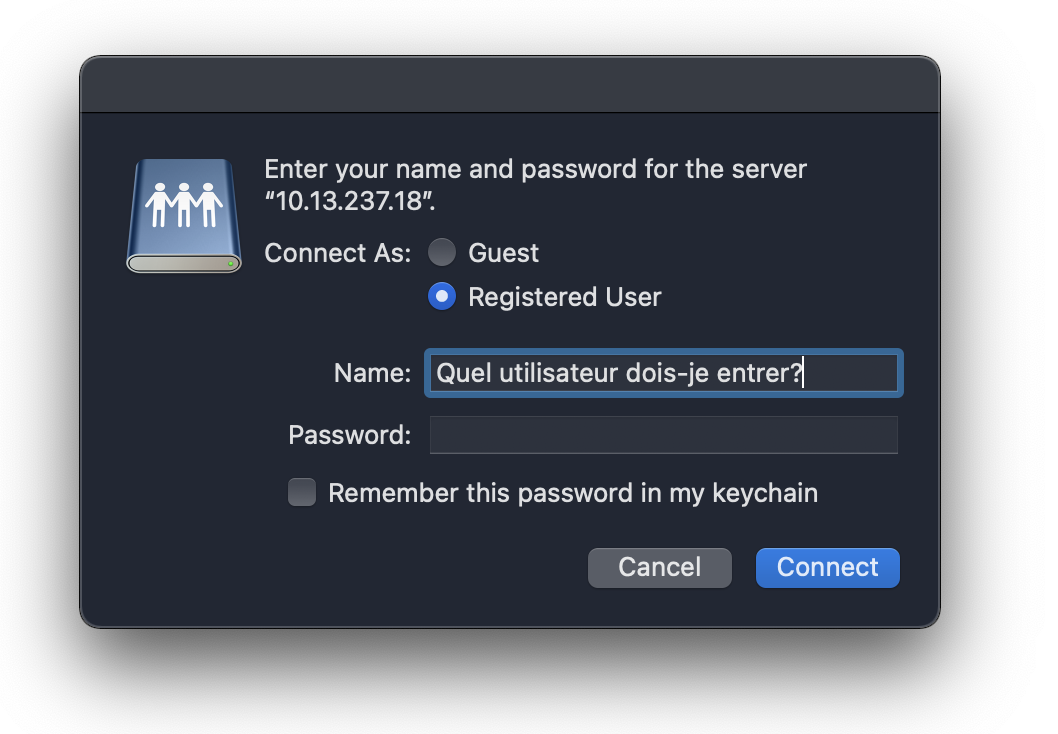 Enter your name and password for the server
“10.13.237.18”.
Connect As: Guest
Registered User
Name: Quel utilisateur dois-je entrer?
Password:
Remember this password in my keychain
Cancel Connect